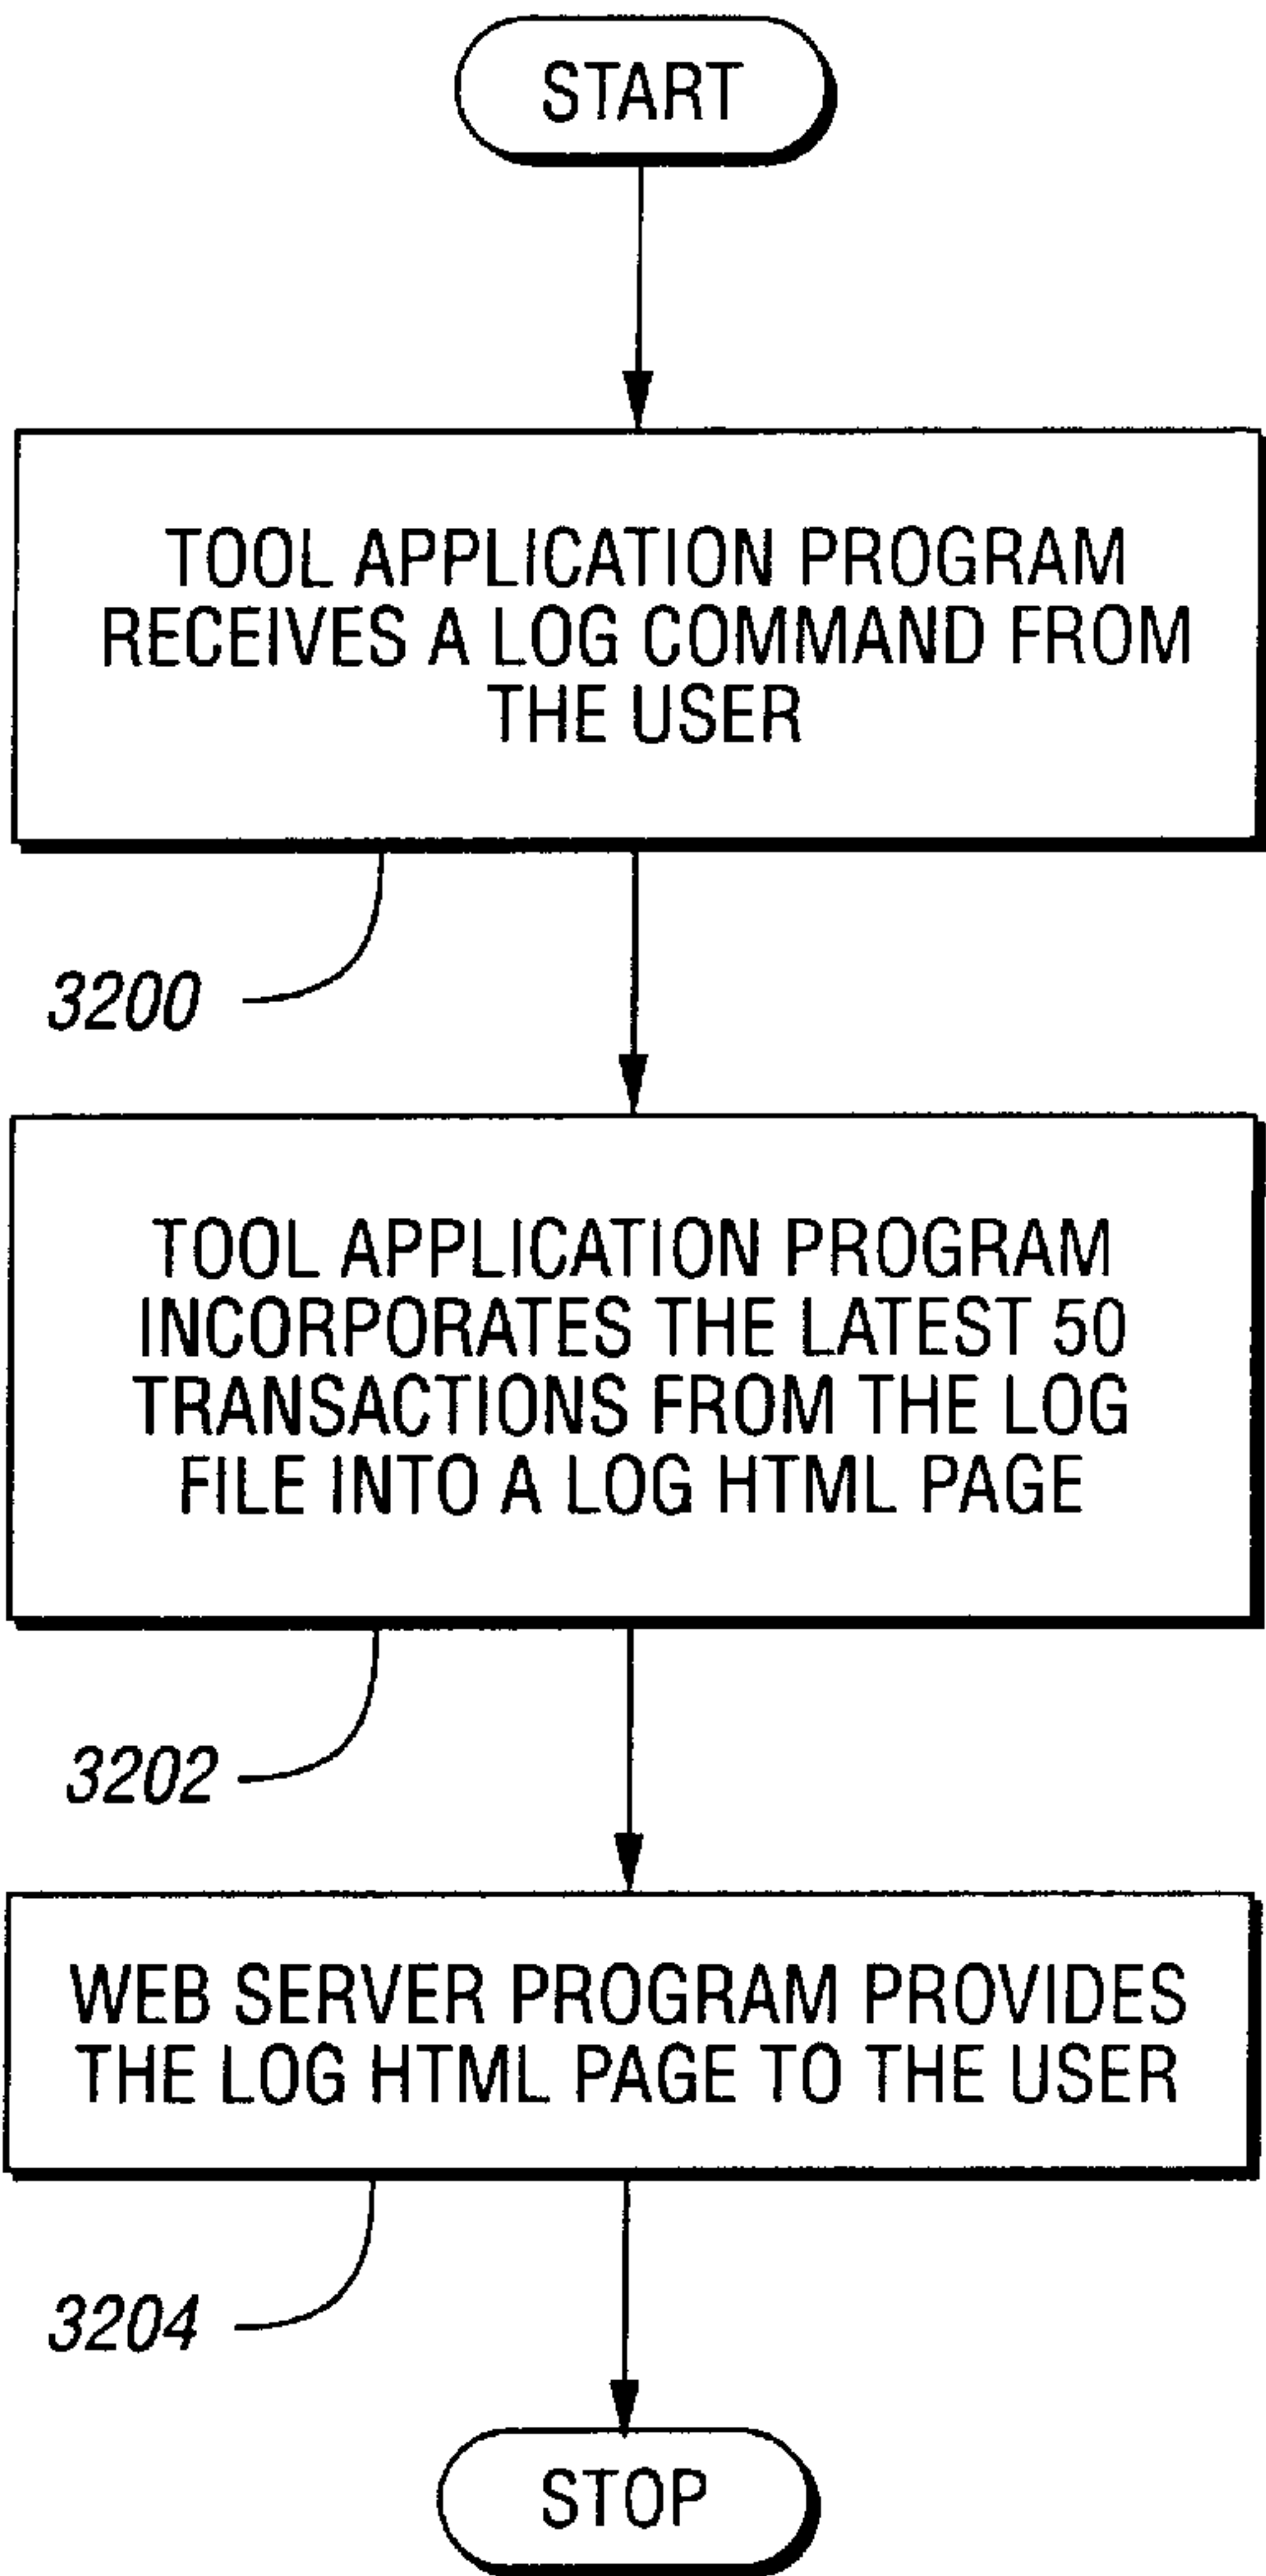 START
TOOL APPLICATION PROGRAM
RECEIVES A LOG COMMAND FROM
THE USER
3200
TOOL APPLICATION PROGRAM
INCORPORATES THE LATEST 50
TRANSACTIONS FROM THE LOG
FILE INTO A LOG HTML PAGE
3202
WEB SERVER PROGRAM PROVIDES
THE LOG HTML PAGE TO THE USER
3204
STOP